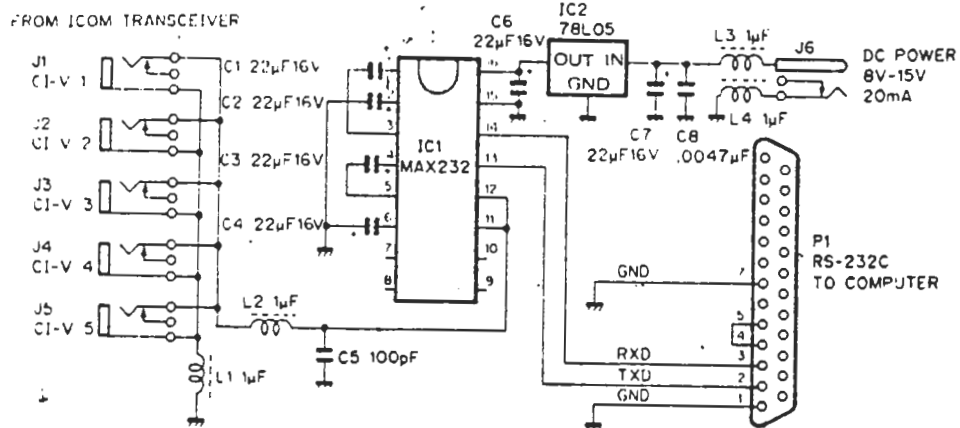 FROM ICOM TRANSCEIVER
J1
CI-V 1
J2
CI-V 2
J3
CI-V 3
J4
CI-V 4
J5
CI-V 5
C1 22µF16V
C2 22µF16V
C3 22µF16V
C4 22µF16V
L2 1µF
C5 100pF
L1 1µF
1
2
3
4
5
6
7
8
IC1
MAX232
16
15
14
13
12
11
10
9
C6
22µF16V
IC2
78L05
OUT IN
GND
C7
22µF16V
C8
.0047µF
L3 1µF
L4 1µF
J6
DC POWER
8V-15V
20mA
P1
RS-232C
TO COMPUTER
GND
7
5
4
3
RXD
2
TXD
1
GND